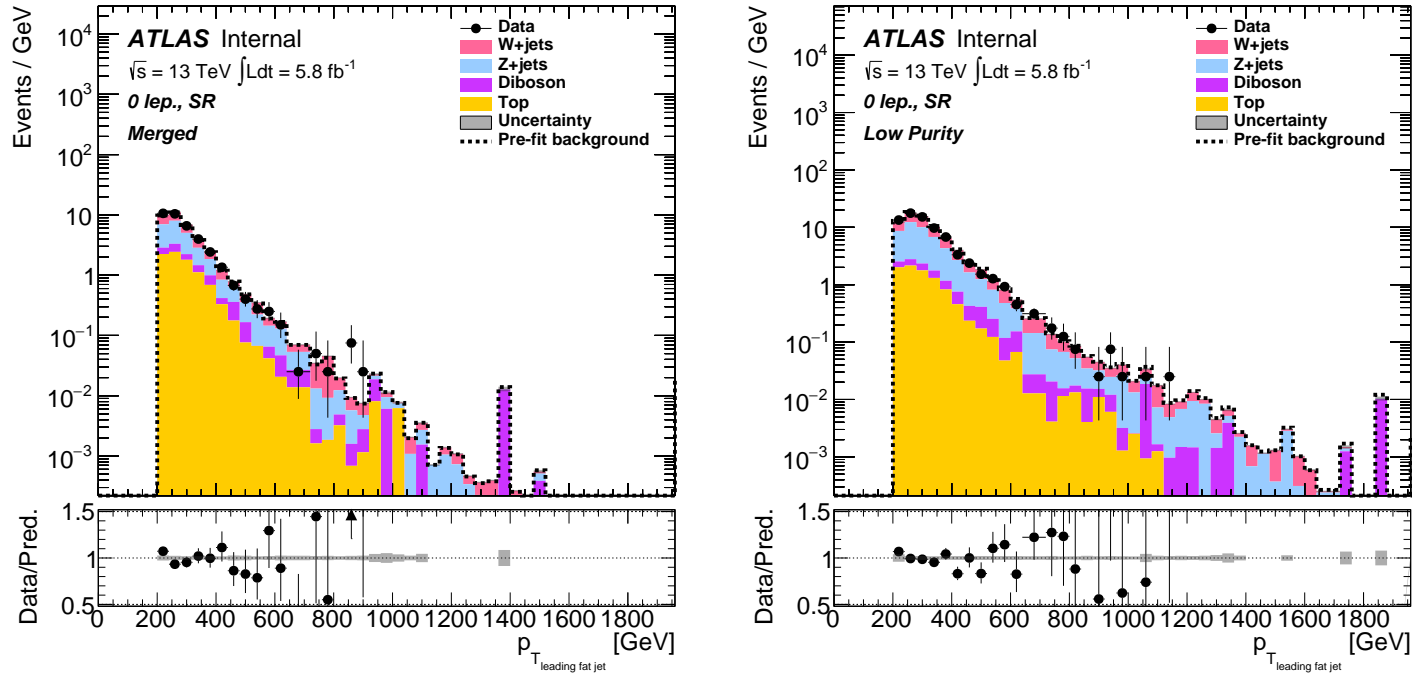 Events / GeV
10⁴
10³
10²
10
1
10⁻¹
10⁻²
10⁻³
ATLAS Internal
√s = 13 TeV ∫Ldt = 5.8 fb⁻¹
0 lep., SR
Merged
Data
W+jets
Z+jets
Diboson
Top
Uncertainty
Pre-fit background
Data/Pred.
1.5
1
0.5
0 200 400 600 800 1000 1200 1400 1600 1800
p_T leading fat jet [GeV]
Events / GeV
10⁴
10³
10²
10
1
10⁻¹
10⁻²
10⁻³
ATLAS Internal
√s = 13 TeV ∫Ldt = 5.8 fb⁻¹
0 lep., SR
Low Purity
Data
W+jets
Z+jets
Diboson
Top
Uncertainty
Pre-fit background
Data/Pred.
1.5
1
0.5
0 200 400 600 800 1000 1200 1400 1600 1800
p_T leading fat jet [GeV]